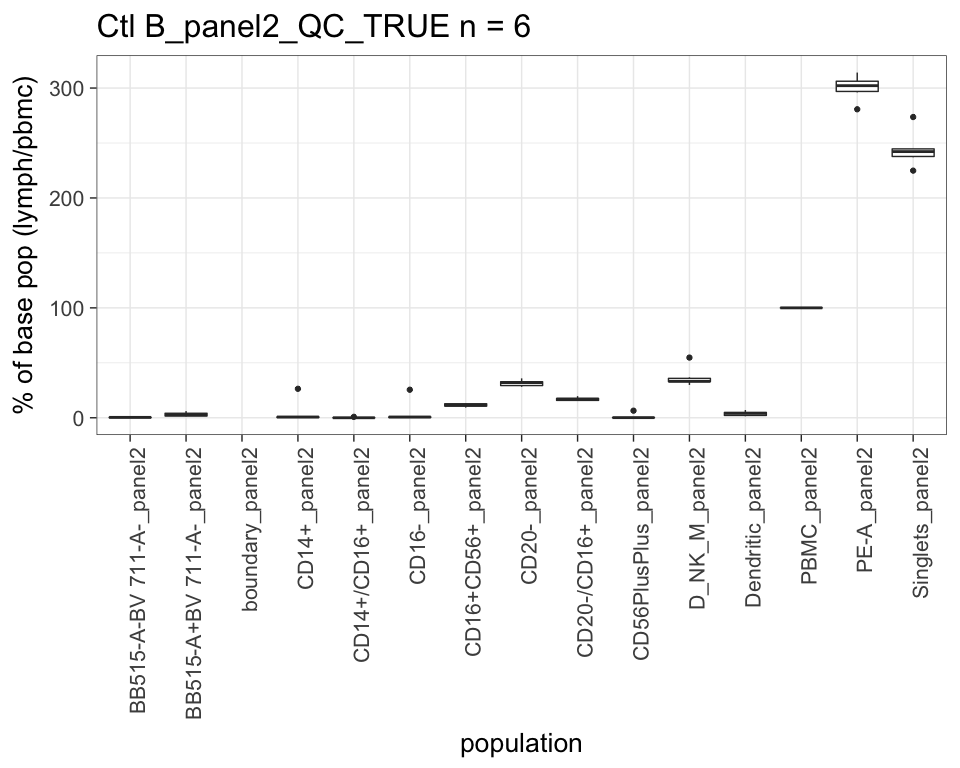 Ctl B_panel2_QC_TRUE n = 6
% of base pop (lymph/pbmc)
300
200
100
0
BB515-A-BV 711-A-_panel2
BB515-A+BV 711-A-_panel2
boundary_panel2
CD14+_panel2
CD14+/CD16+_panel2
CD16-_panel2
CD16+CD56+_panel2
CD20-_panel2
CD20-/CD16+_panel2
CD56PlusPlus_panel2
D_NK_M_panel2
Dendritic_panel2
PBMC_panel2
PE-A_panel2
Singlets_panel2
population